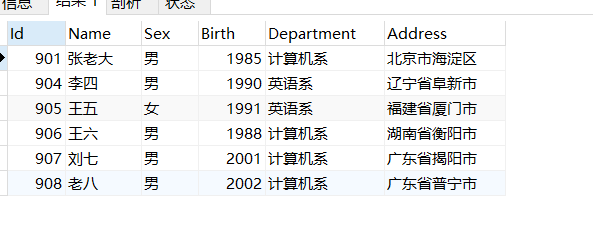 信息 结果 1 剖析 状态
Id Name Sex Birth Department Address
901 张老大 男 1985 计算机系 北京市海淀区
904 李四 男 1990 英语系 辽宁省阜新市
905 王五 女 1991 英语系 福建省厦门市
906 王六 男 1988 计算机系 湖南省衡阳市
907 刘七 男 2001 计算机系 广东省揭阳市
908 老八 男 2002 计算机系 广东省普宁市